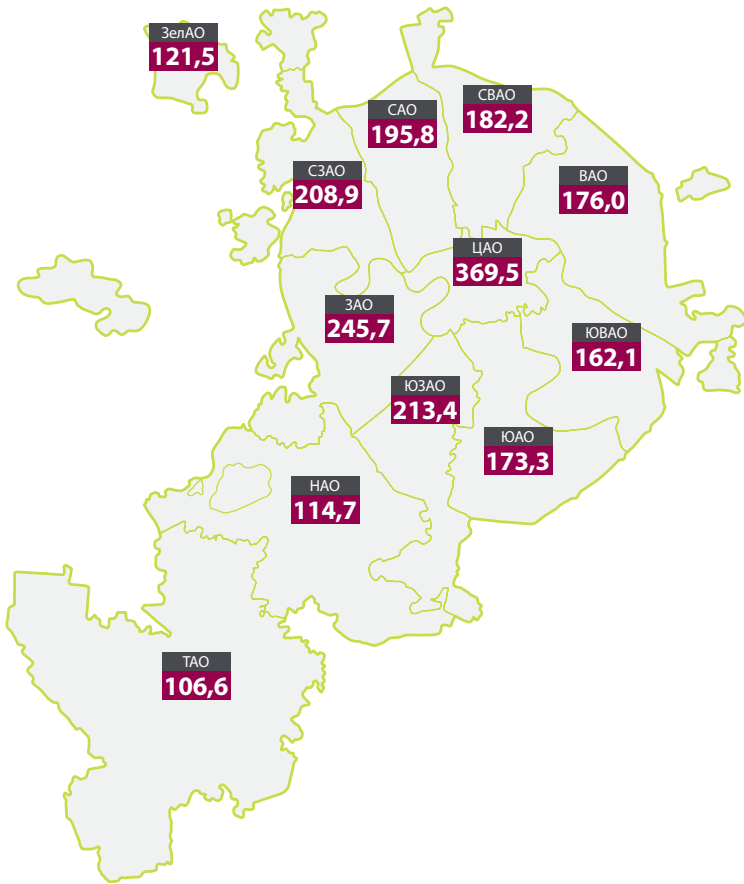 ЗелАО
121,5
СВАО
182,2
САО
195,8
СЗАО
208,9
ВАО
176,0
ЦАО
369,5
ЗАО
245,7
ЮВАО
162,1
ЮЗАО
213,4
ЮАО
173,3
НАО
114,7
ТАО
106,6